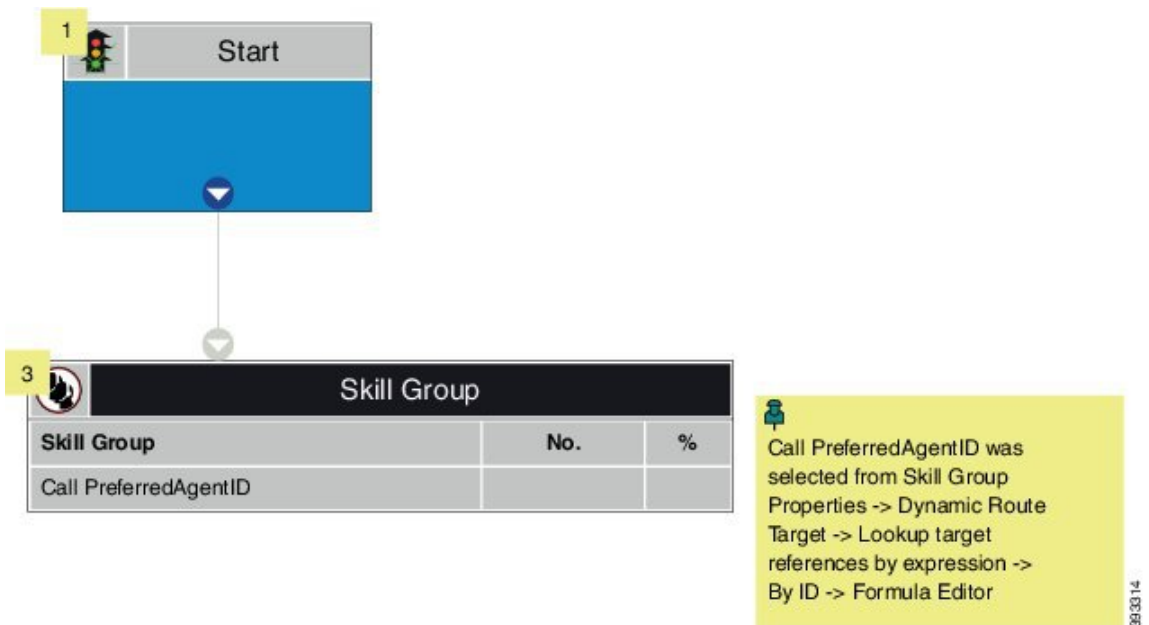 1
Start
3
Skill Group
Skill Group No. %
Call PreferredAgentID
Call PreferredAgentID was
selected from Skill Group
Properties -> Dynamic Route
Target -> Lookup target
references by expression ->
By ID -> Formula Editor
393314